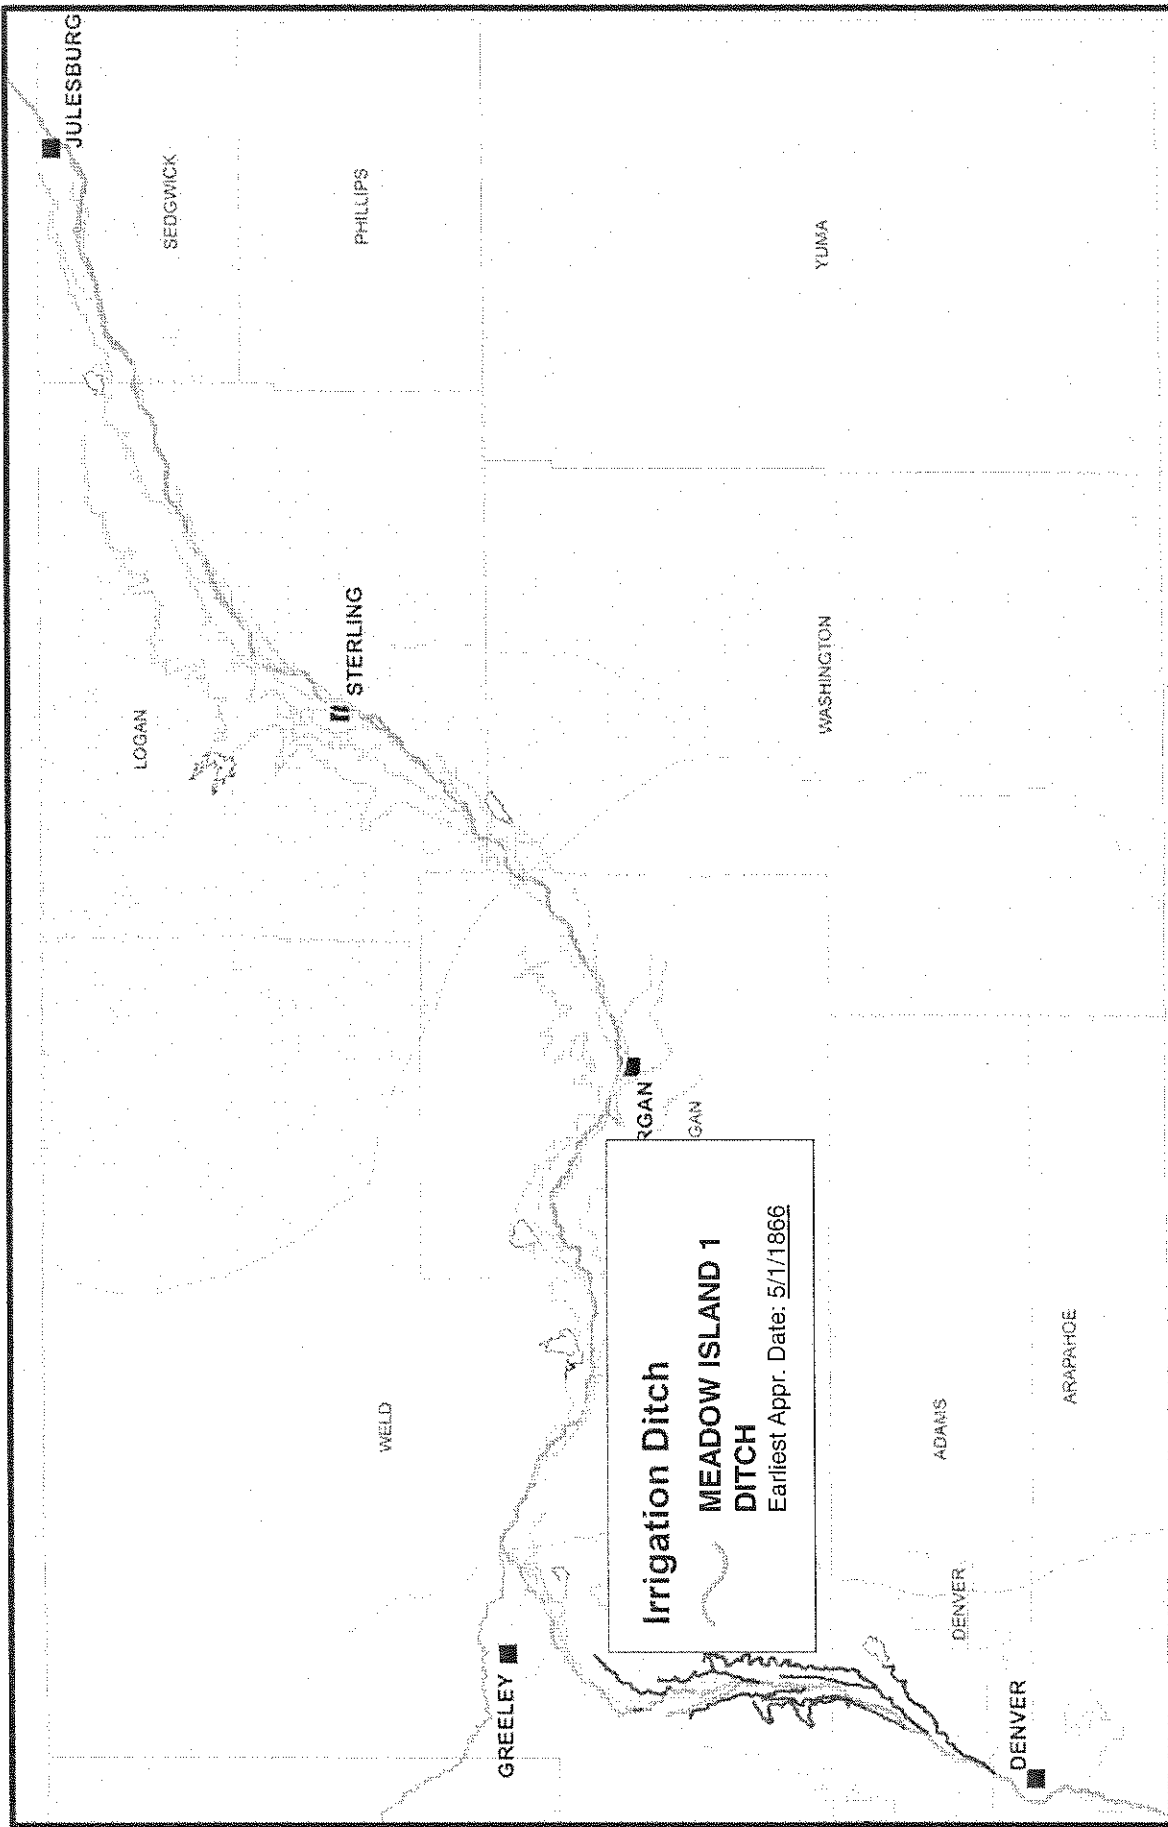 JULESBURG
SEDGWICK
PHILLIPS
YUMA
LOGAN
STERLING
WASHINGTON
RGAN
GAN
WELD
GREELEY
Irrigation Ditch
MEADOW ISLAND 1
DITCH
Earliest Appr. Date: 5/1/1866
ADAMS
ARAPAHOE
DENVER
DENVER